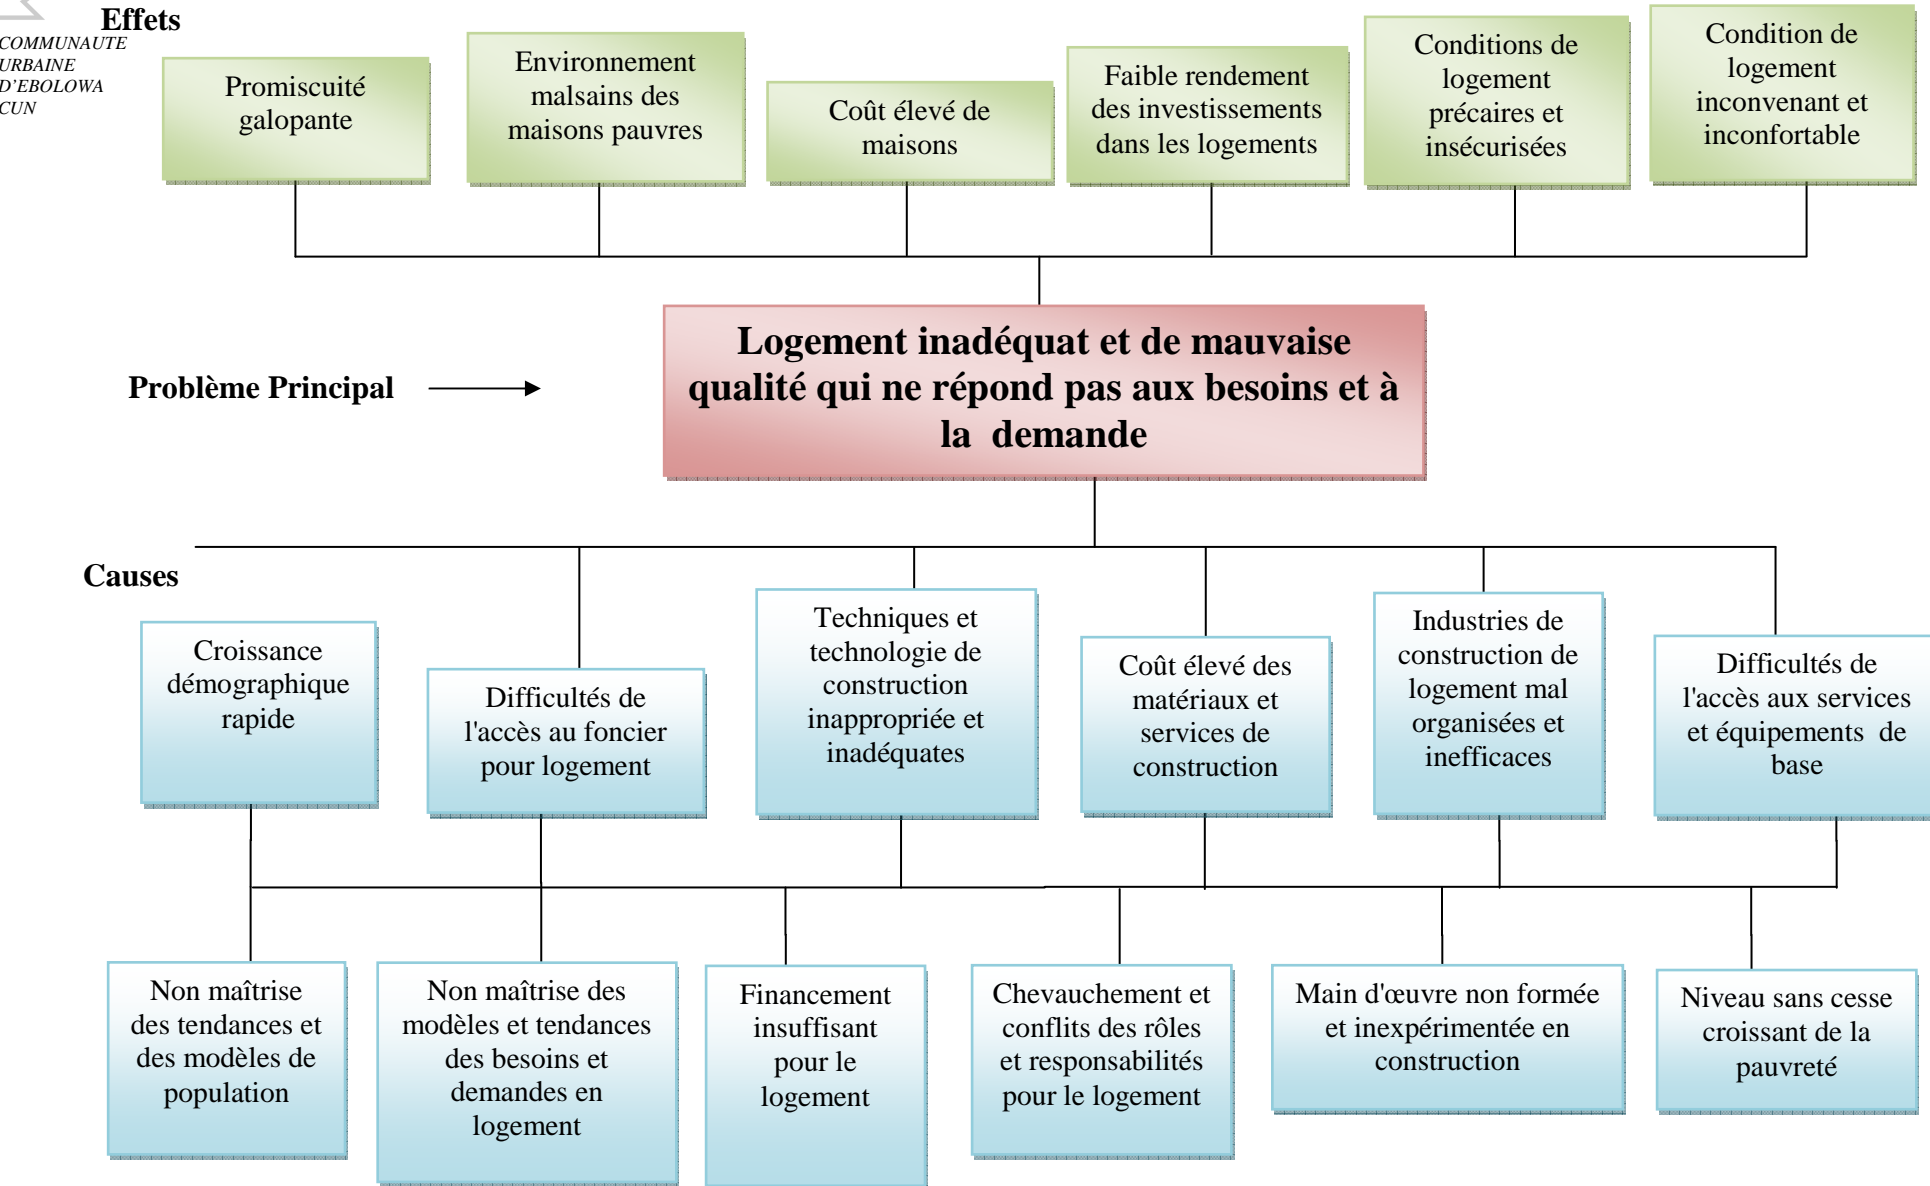 Effets
COMMUNAUTE
URBAINE
D'EBOLOWA
CUN
Promiscuité
galopante
Environnement
malsains des
maisons pauvres
Coût élevé de
maisons
Faible rendement
des investissements
dans les logements
Conditions de
logement
précaires et
insécurisées
Condition de
logement
inconvenant et
inconfortable
Problème Principal
Logement inadéquat et de mauvaise
qualité qui ne répond pas aux besoins et à
la demande
Causes
Croissance
démographique
rapide
Difficultés de
l'accès au foncier
pour logement
Techniques et
technologie de
construction
inappropriée et
inadéquates
Coût élevé des
matériaux et
services de
construction
Industries de
construction de
logement mal
organisées et
inefficaces
Difficultés de
l'accès aux services
et équipements de
base
Non maîtrise
des tendances et
des modèles de
population
Non maîtrise des
modèles et tendances
des besoins et
demandes en
logement
Financement
insuffisant
pour le
logement
Chevauchement et
conflits des rôles
et responsabilités
pour le logement
Main d'œuvre non formée
et inexpérimentée en
construction
Niveau sans cesse
croissant de la
pauvreté